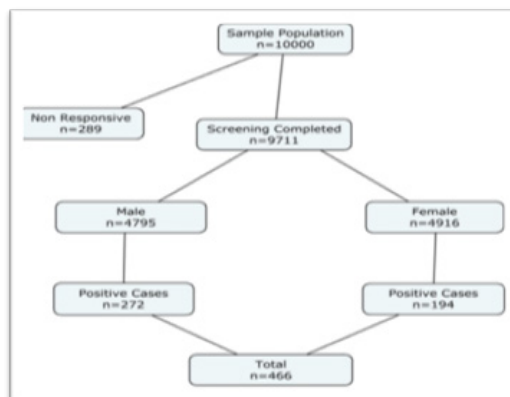 Sample Population
n=10000
Non Responsive
n=289
Screening Completed
n=9711
Male
n=4795
Female
n=4916
Positive Cases
n=272
Positive Cases
n=194
Total
n=466